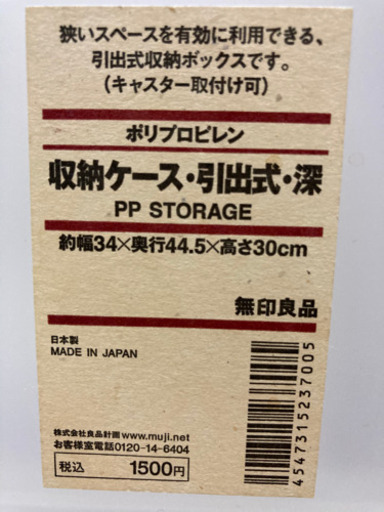 狭いスペースを有効に利用できる、
引出式収納ボックスです。
(キャスター取付け可)
ポリプロピレン
収納ケース・引出式・深
PP STORAGE
約幅34×奥行44.5×高さ30cm
無印良品
日本製
MADE IN JAPAN
株式会社良品計画 www.muji.net
お客様室電話0120-14-6404
税込 1500円
4547315237005